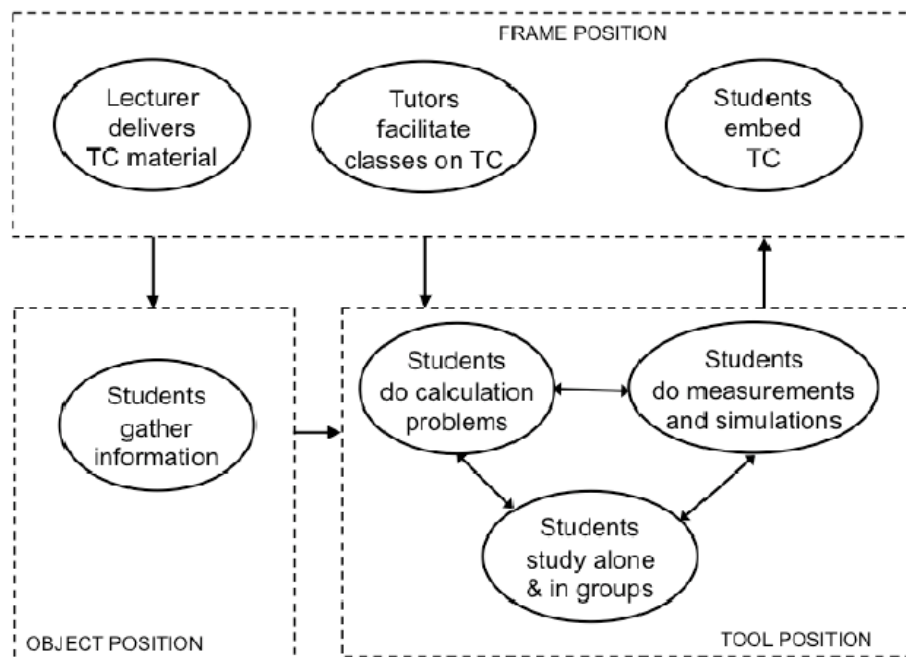 FRAME POSITION
Lecturer
delivers
TC material
Tutors
facilitate
classes on TC
Students
embed
TC
Students
gather
information
OBJECT POSITION
Students
do calculation
problems
Students
do measurements
and simulations
Students
study alone
& in groups
TOOL POSITION